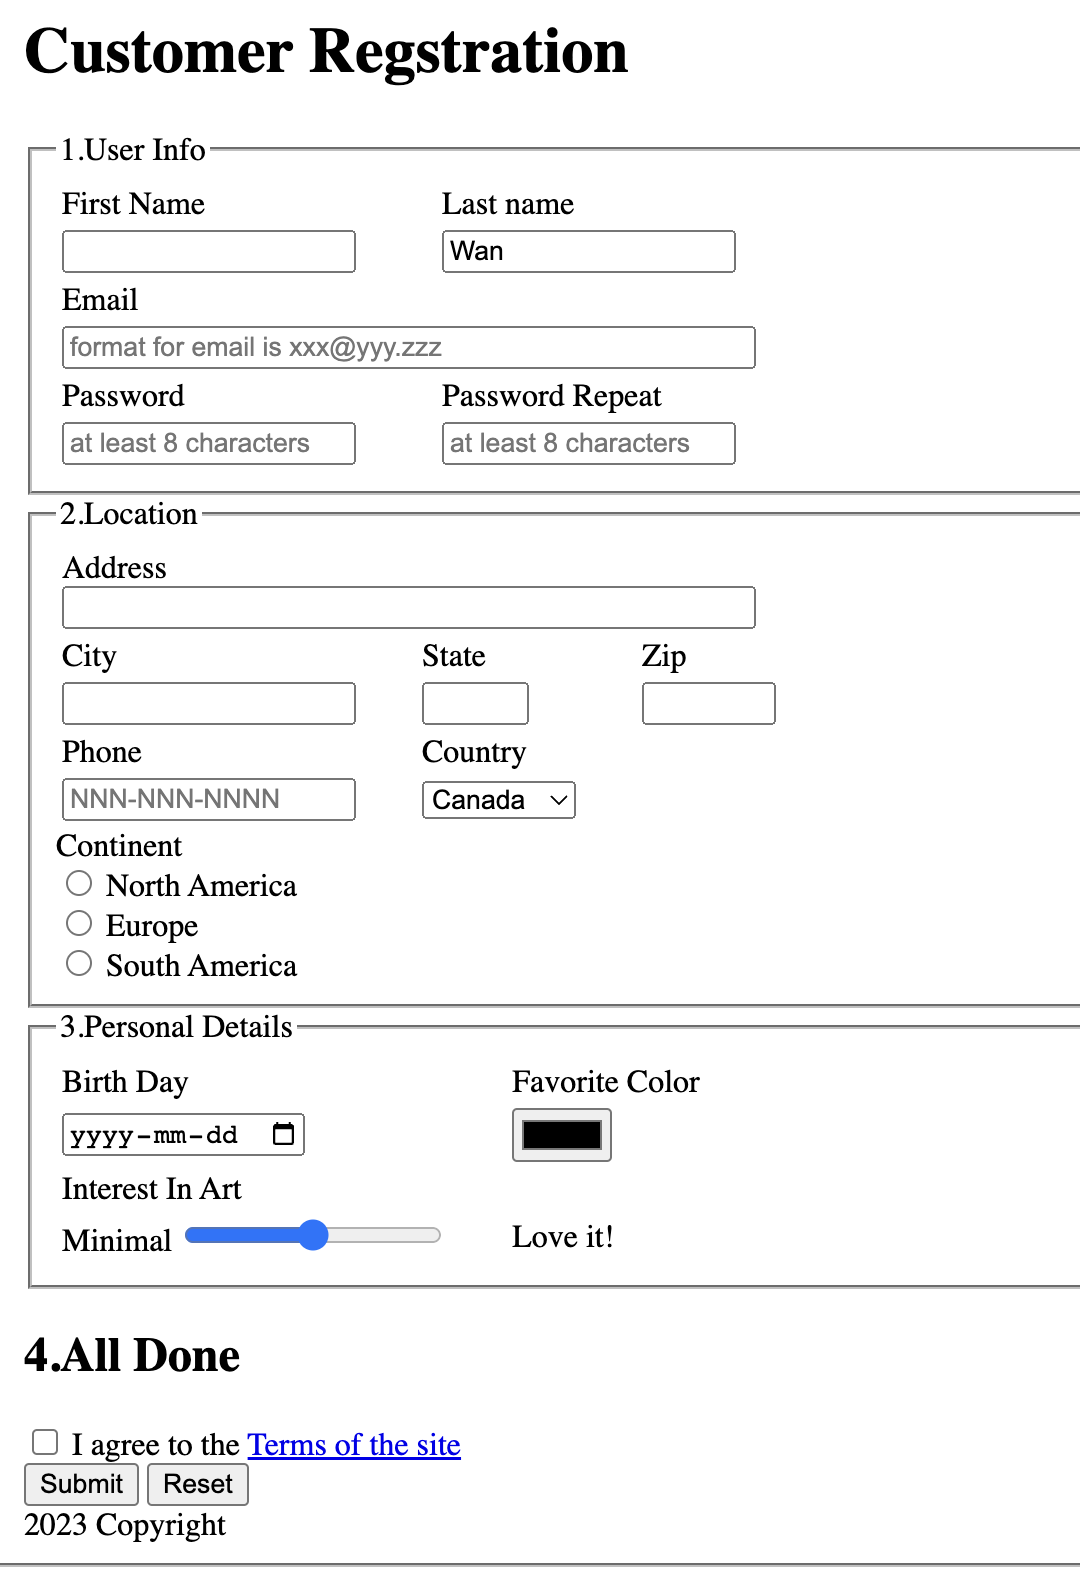 Customer Regstration
1.User Info
First Name Last name
Wan
Email
format for email is xxx@yyy.zzz
Password Password Repeat
at least 8 characters at least 8 characters
2.Location
Address
City State Zip
Phone Country
NNN-NNN-NNNN Canada
Continent
North America
Europe
South America
3.Personal Details
Birth Day Favorite Color
yyyy-mm-dd
Interest In Art
Minimal Love it!
4.All Done
I agree to the Terms of the site
Submit Reset
2023 Copyright